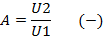 A = U2 / U1 (−)